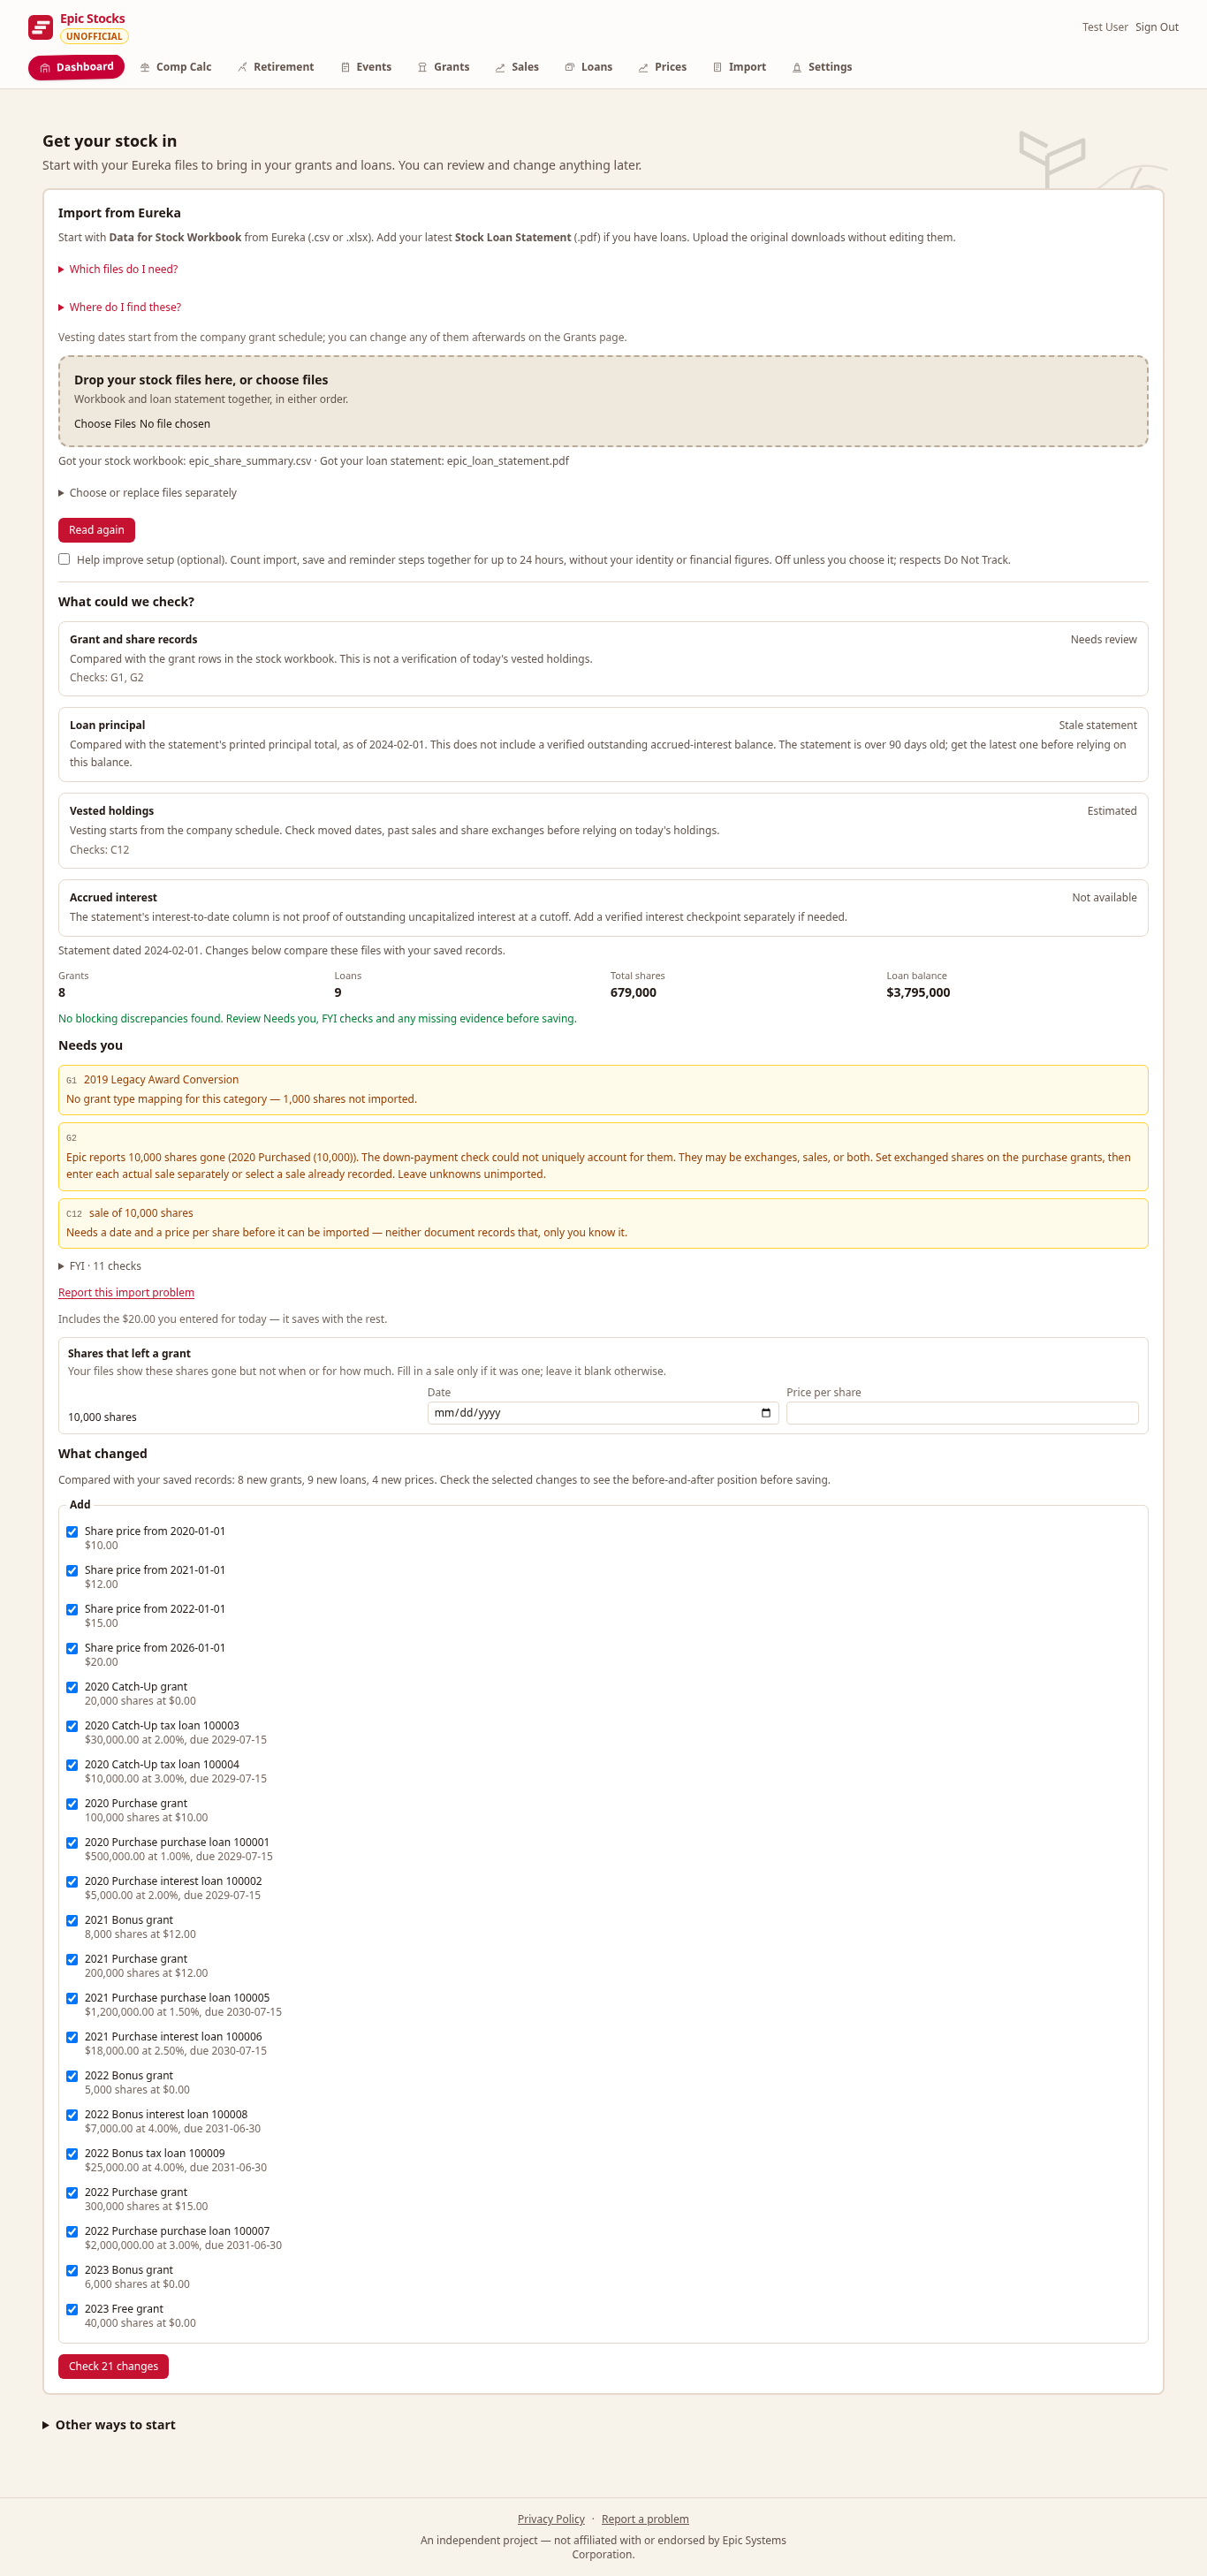 Epic Stocks
UNOFFICIAL
Test User Sign Out
Dashboard Comp Calc Retirement Events Grants Sales Loans Prices Import Settings
Get your stock in
Start with your Eureka files to bring in your grants and loans. You can review and change anything later.
Import from Eureka
Start with Data for Stock Workbook from Eureka (.csv or .xlsx). Add your latest Stock Loan Statement (.pdf) if you have loans. Upload the original downloads without editing them.
Which files do I need?
Where do I find these?
Vesting dates start from the company grant schedule; you can change any of them afterwards on the Grants page.
Drop your stock files here, or choose files
Workbook and loan statement together, in either order.
Choose Files No file chosen
Got your stock workbook: epic_share_summary.csv · Got your loan statement: epic_loan_statement.pdf
Choose or replace files separately
Read again
Help improve setup (optional). Count import, save and reminder steps together for up to 24 hours, without your identity or financial figures. Off unless you choose it; respects Do Not Track.
What could we check?
Grant and share records Needs review
Compared with the grant rows in the stock workbook. This is not a verification of today's vested holdings.
Checks: G1, G2
Loan principal Stale statement
Compared with the statement's printed principal total, as of 2024-02-01. This does not include a verified outstanding accrued-interest balance. The statement is over 90 days old; get the latest one before relying on
this balance.
Vested holdings Estimated
Vesting starts from the company schedule. Check moved dates, past sales and share exchanges before relying on today's holdings.
Checks: C12
Accrued interest Not available
The statement's interest-to-date column is not proof of outstanding uncapitalized interest at a cutoff. Add a verified interest checkpoint separately if needed.
Statement dated 2024-02-01. Changes below compare these files with your saved records.
Grants Loans Total shares Loan balance
8 9 679,000 $3,795,000
No blocking discrepancies found. Review Needs you, FYI checks and any missing evidence before saving.
Needs you
G1 2019 Legacy Award Conversion
No grant type mapping for this category — 1,000 shares not imported.
G2
Epic reports 10,000 shares gone (2020 Purchased (10,000)). The down-payment check could not uniquely account for them. They may be exchanges, sales, or both. Set exchanged shares on the purchase grants, then
enter each actual sale separately or select a sale already recorded. Leave unknowns unimported.
C12 sale of 10,000 shares
Needs a date and a price per share before it can be imported — neither document records that, only you know it.
FYI · 11 checks
Report this import problem
Includes the $20.00 you entered for today — it saves with the rest.
Shares that left a grant
Your files show these shares gone but not when or for how much. Fill in a sale only if it was one; leave it blank otherwise.
Date Price per share
10,000 shares mm/dd/yyyy
What changed
Compared with your saved records: 8 new grants, 9 new loans, 4 new prices. Check the selected changes to see the before-and-after position before saving.
Add
Share price from 2020-01-01
$10.00
Share price from 2021-01-01
$12.00
Share price from 2022-01-01
$15.00
Share price from 2026-01-01
$20.00
2020 Catch-Up grant
20,000 shares at $0.00
2020 Catch-Up tax loan 100003
$30,000.00 at 2.00%, due 2029-07-15
2020 Catch-Up tax loan 100004
$10,000.00 at 3.00%, due 2029-07-15
2020 Purchase grant
100,000 shares at $10.00
2020 Purchase purchase loan 100001
$500,000.00 at 1.00%, due 2029-07-15
2020 Purchase interest loan 100002
$5,000.00 at 2.00%, due 2029-07-15
2021 Bonus grant
8,000 shares at $12.00
2021 Purchase grant
200,000 shares at $12.00
2021 Purchase purchase loan 100005
$1,200,000.00 at 1.50%, due 2030-07-15
2021 Purchase interest loan 100006
$18,000.00 at 2.50%, due 2030-07-15
2022 Bonus grant
5,000 shares at $0.00
2022 Bonus interest loan 100008
$7,000.00 at 4.00%, due 2031-06-30
2022 Bonus tax loan 100009
$25,000.00 at 4.00%, due 2031-06-30
2022 Purchase grant
300,000 shares at $15.00
2022 Purchase purchase loan 100007
$2,000,000.00 at 3.00%, due 2031-06-30
2023 Bonus grant
6,000 shares at $0.00
2023 Free grant
40,000 shares at $0.00
Check 21 changes
Other ways to start
Privacy Policy · Report a problem
An independent project — not affiliated with or endorsed by Epic Systems
Corporation.